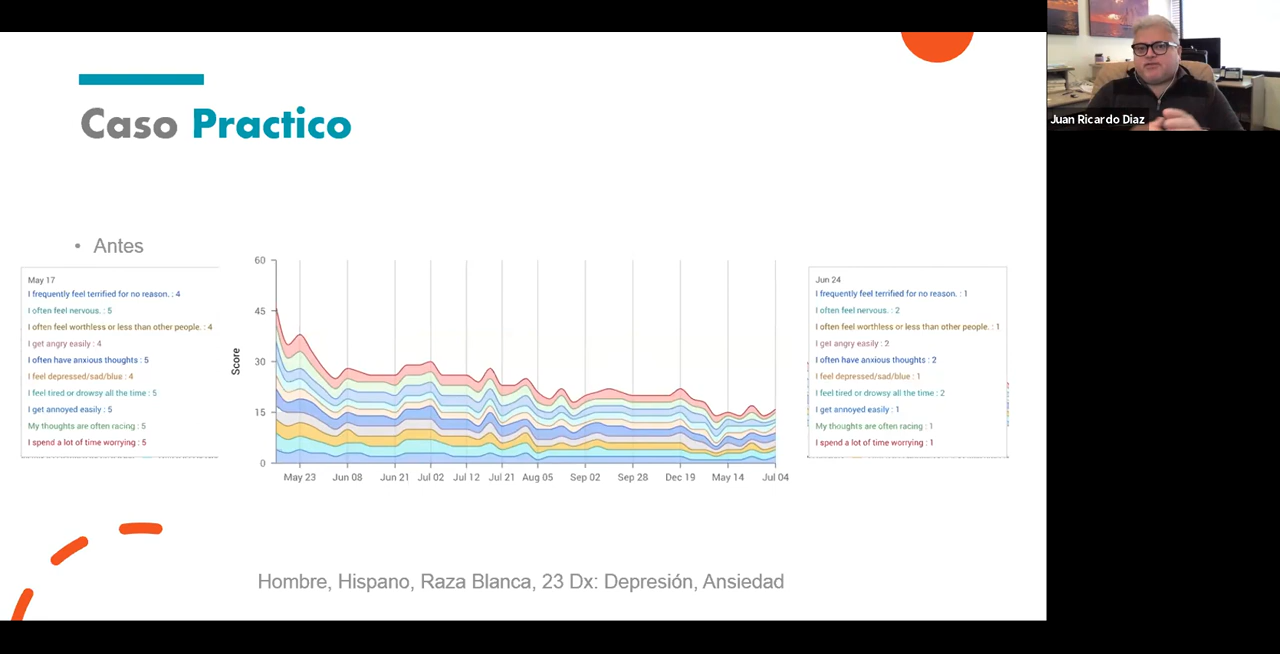 Caso Practico
Juan Ricardo Diaz
• Antes
May 17
I frequently feel terrified for no reason. : 4
I often feel nervous. : 5
I often feel worthless or less than other people. : 4
I get angry easily : 4
I often have anxious thoughts : 5
I feel depressed/sad/blue : 4
I feel tired or drowsy all the time : 5
I get annoyed easily : 5
My thoughts are often racing : 5
I spend a lot of time worrying : 5
Score
60
45
30
15
0
May 23 Jun 08 Jun 21 Jul 02 Jul 12 Jul 21 Aug 05 Sep 02 Sep 28 Dec 19 May 14 Jul 04
Jun 24
I frequently feel terrified for no reason. : 1
I often feel nervous. : 2
I often feel worthless or less than other people. : 1
I get angry easily : 2
I often have anxious thoughts : 2
I feel depressed/sad/blue : 1
I feel tired or drowsy all the time : 2
I get annoyed easily : 1
My thoughts are often racing : 1
I spend a lot of time worrying : 1
Hombre, Hispano, Raza Blanca, 23 Dx: Depresión, Ansiedad